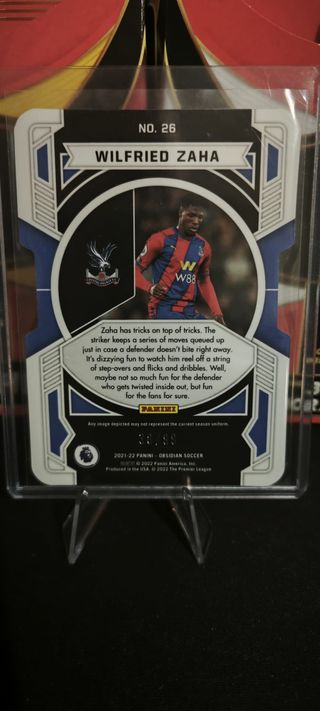 NO. 26
WILFRIED ZAHA
W88
Zaha has tricks on top of tricks. The
striker keeps a series of moves queued up
just in case a defender doesn't bite right away.
It's dizzying fun to watch him reel off a string
of step-overs and flicks and dribbles. Well,
maybe not so much fun for the defender
who gets twisted inside out, but fun
for the fans for sure.
PANINI
Any image depicted may not represent the current season uniform.
2021-22 PANINI - OBSIDIAN SOCCER
© 2022 Panini America, Inc.
Produced in the USA. © 2022 The Premier League